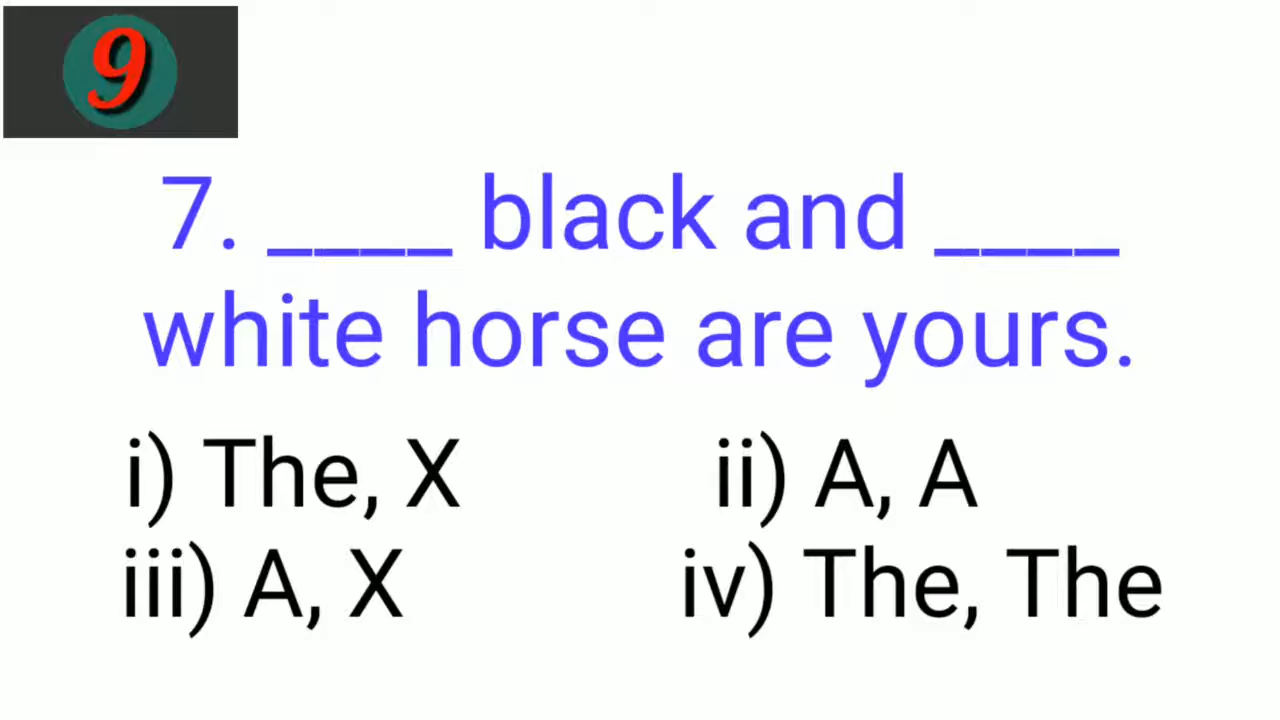 9
7. ____ black and ____
white horse are yours.
i) The, X ii) A, A
iii) A, X iv) The, The